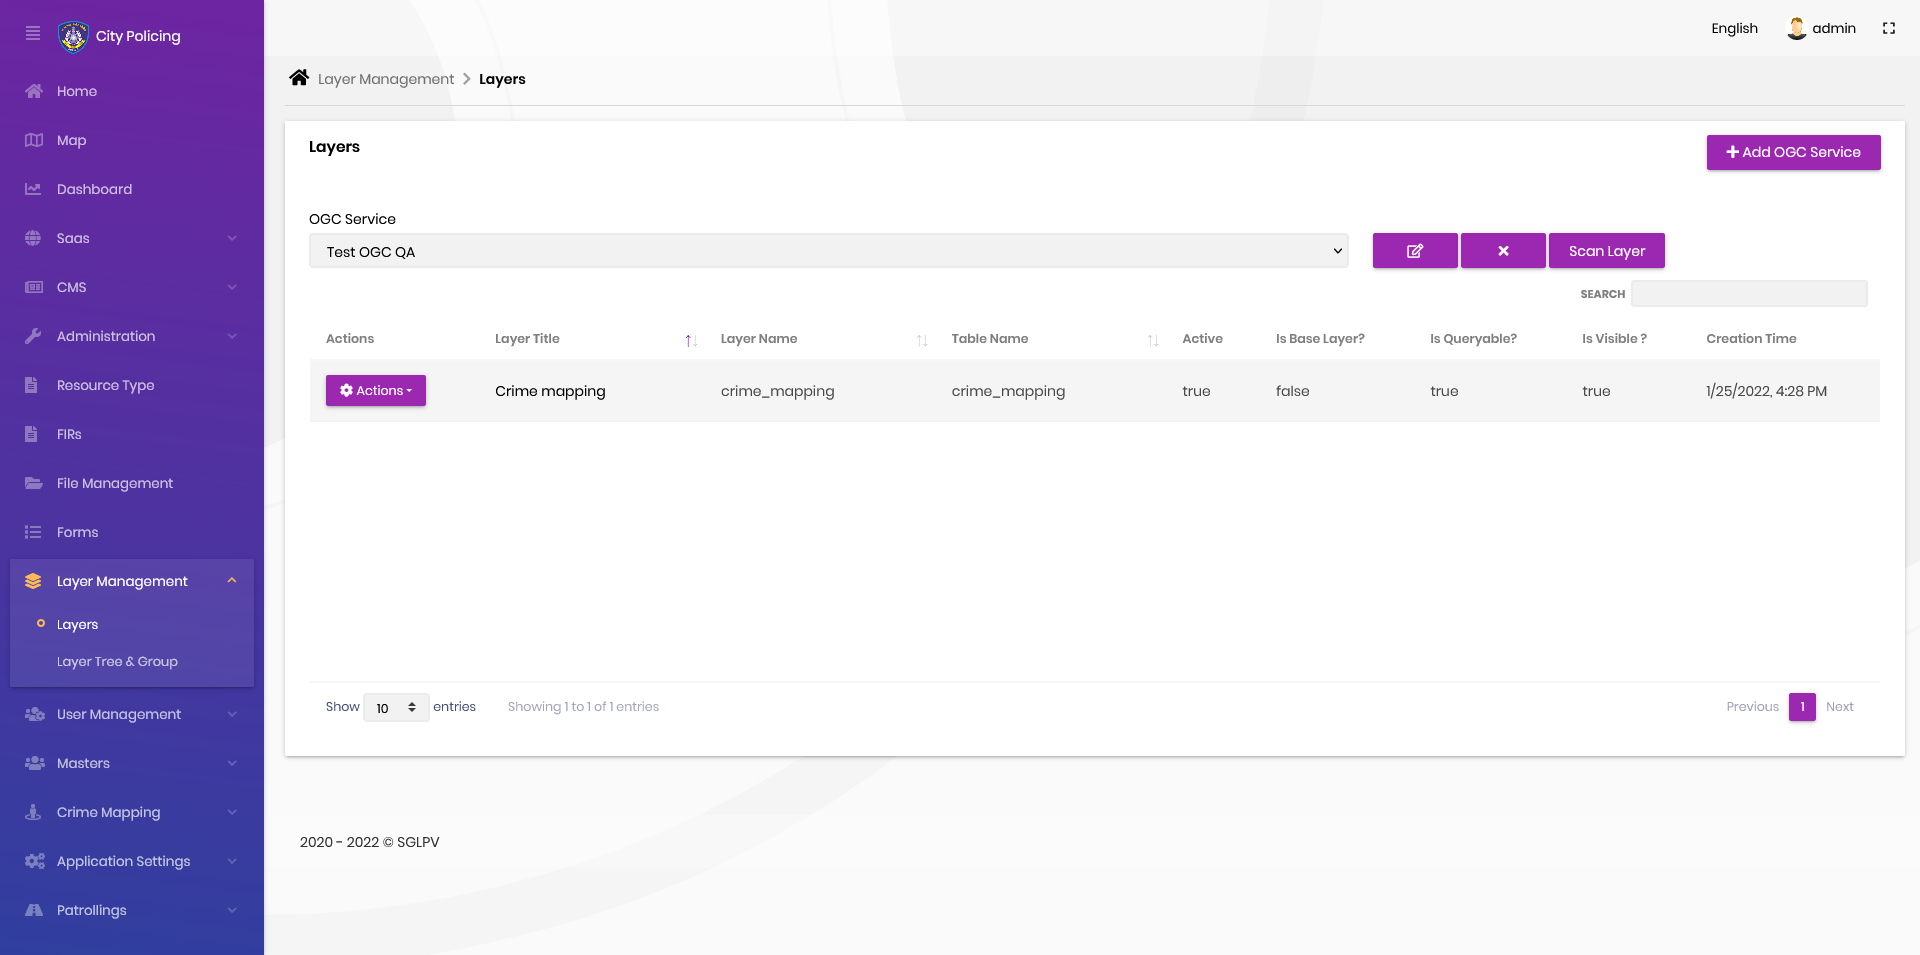 City Policing
Home
Map
Dashboard
Saas
CMS
Administration
Resource Type
FIRs
File Management
Forms
Layer Management
Layers
Layer Tree & Group
User Management
Masters
Crime Mapping
Application Settings
Patrollings
English admin
Layer Management Layers
Layers
Add OGC Service
OGC Service
Test OGC QA
Scan Layer
SEARCH
Actions Layer Title Layer Name Table Name Active Is Base Layer? Is Queryable? Is Visible ? Creation Time
Actions Crime mapping crime_mapping crime_mapping true false true true 1/25/2022, 4:28 PM
Show 10 entries Showing 1 to 1 of 1 entries Previous 1 Next
2020 - 2022 © SGLPV